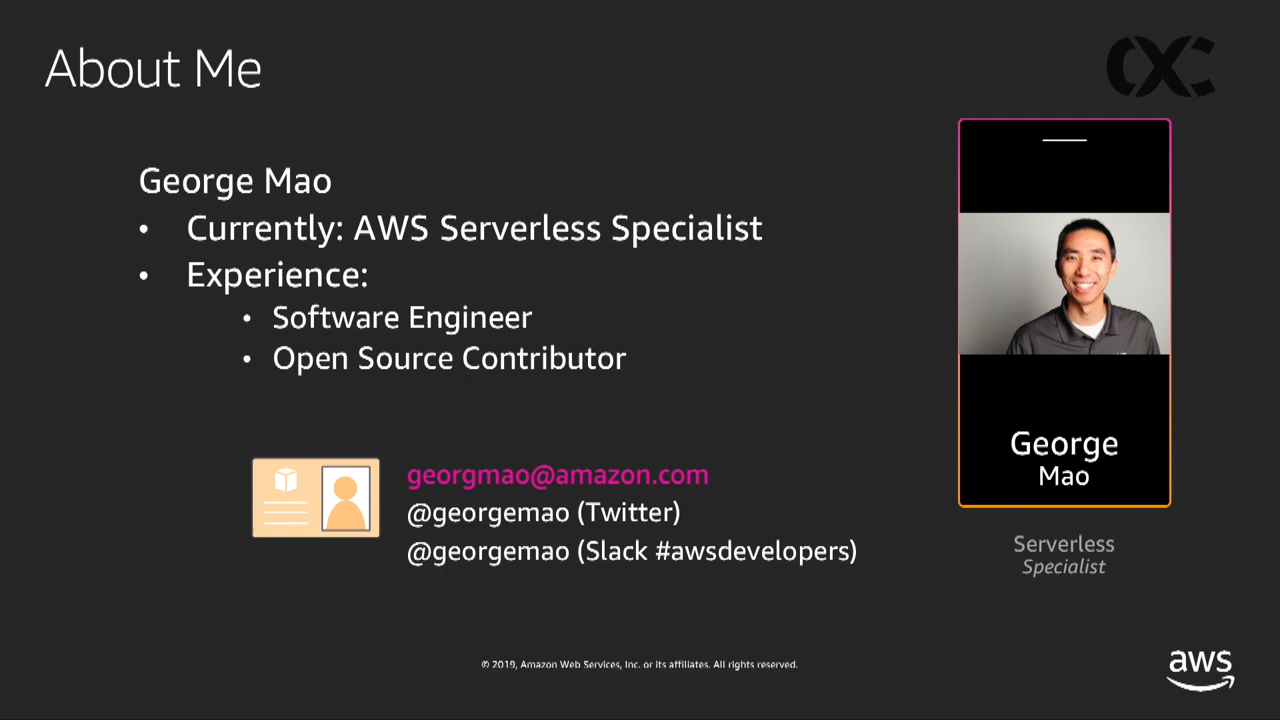 About Me
George Mao
• Currently: AWS Serverless Specialist
• Experience:
• Software Engineer
• Open Source Contributor
georgmao@amazon.com
@georgemao (Twitter)
@georgemao (Slack #awsdevelopers)
George
Mao
Serverless
Specialist
© 2019, Amazon Web Services, Inc. or its affiliates. All rights reserved.
aws